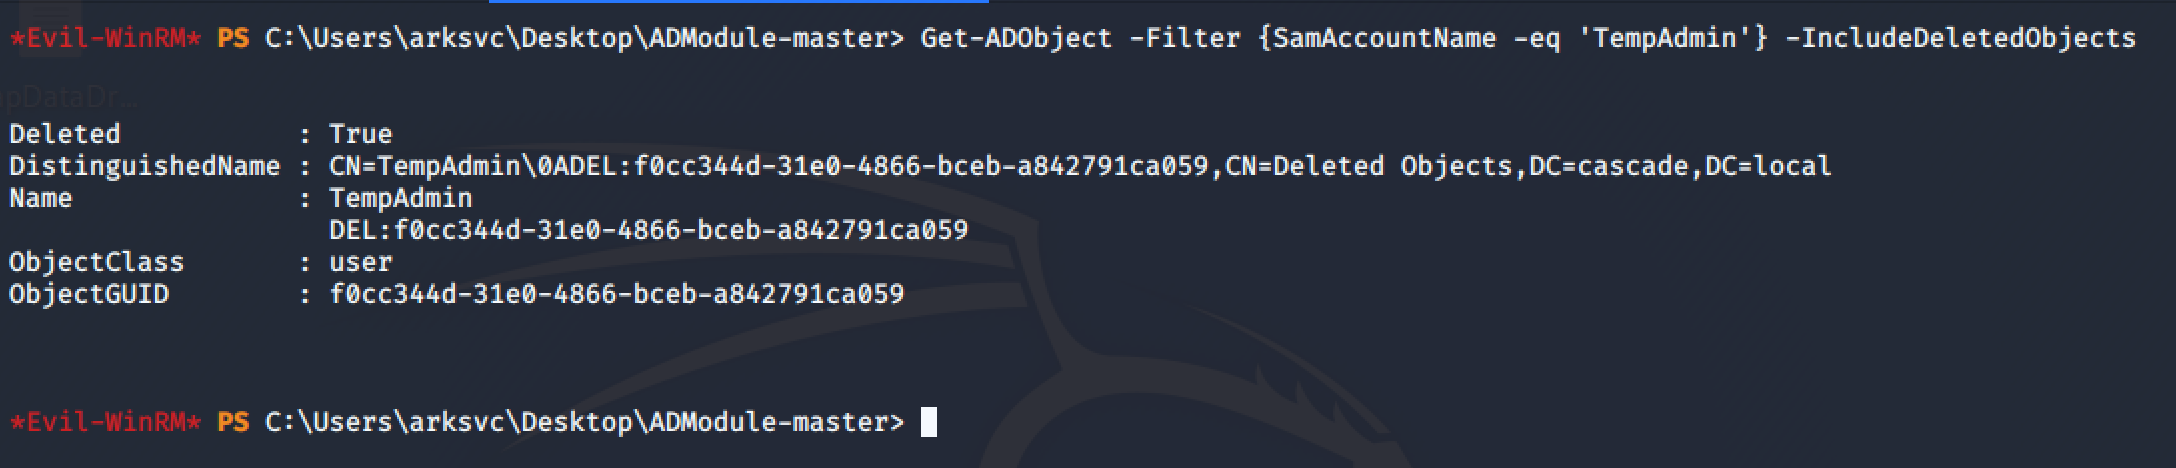 *Evil-WinRM* PS C:\Users\arksvc\Desktop\ADModule-master> Get-ADObject -Filter {SamAccountName -eq 'TempAdmin'} -IncludeDeletedObjects
pDataDr...
Deleted : True
DistinguishedName : CN=TempAdmin\0ADEL:f0cc344d-31e0-4866-bceb-a842791ca059,CN=Deleted Objects,DC=cascade,DC=local
Name : TempAdmin
DEL:f0cc344d-31e0-4866-bceb-a842791ca059
ObjectClass : user
ObjectGUID : f0cc344d-31e0-4866-bceb-a842791ca059
*Evil-WinRM* PS C:\Users\arksvc\Desktop\ADModule-master>